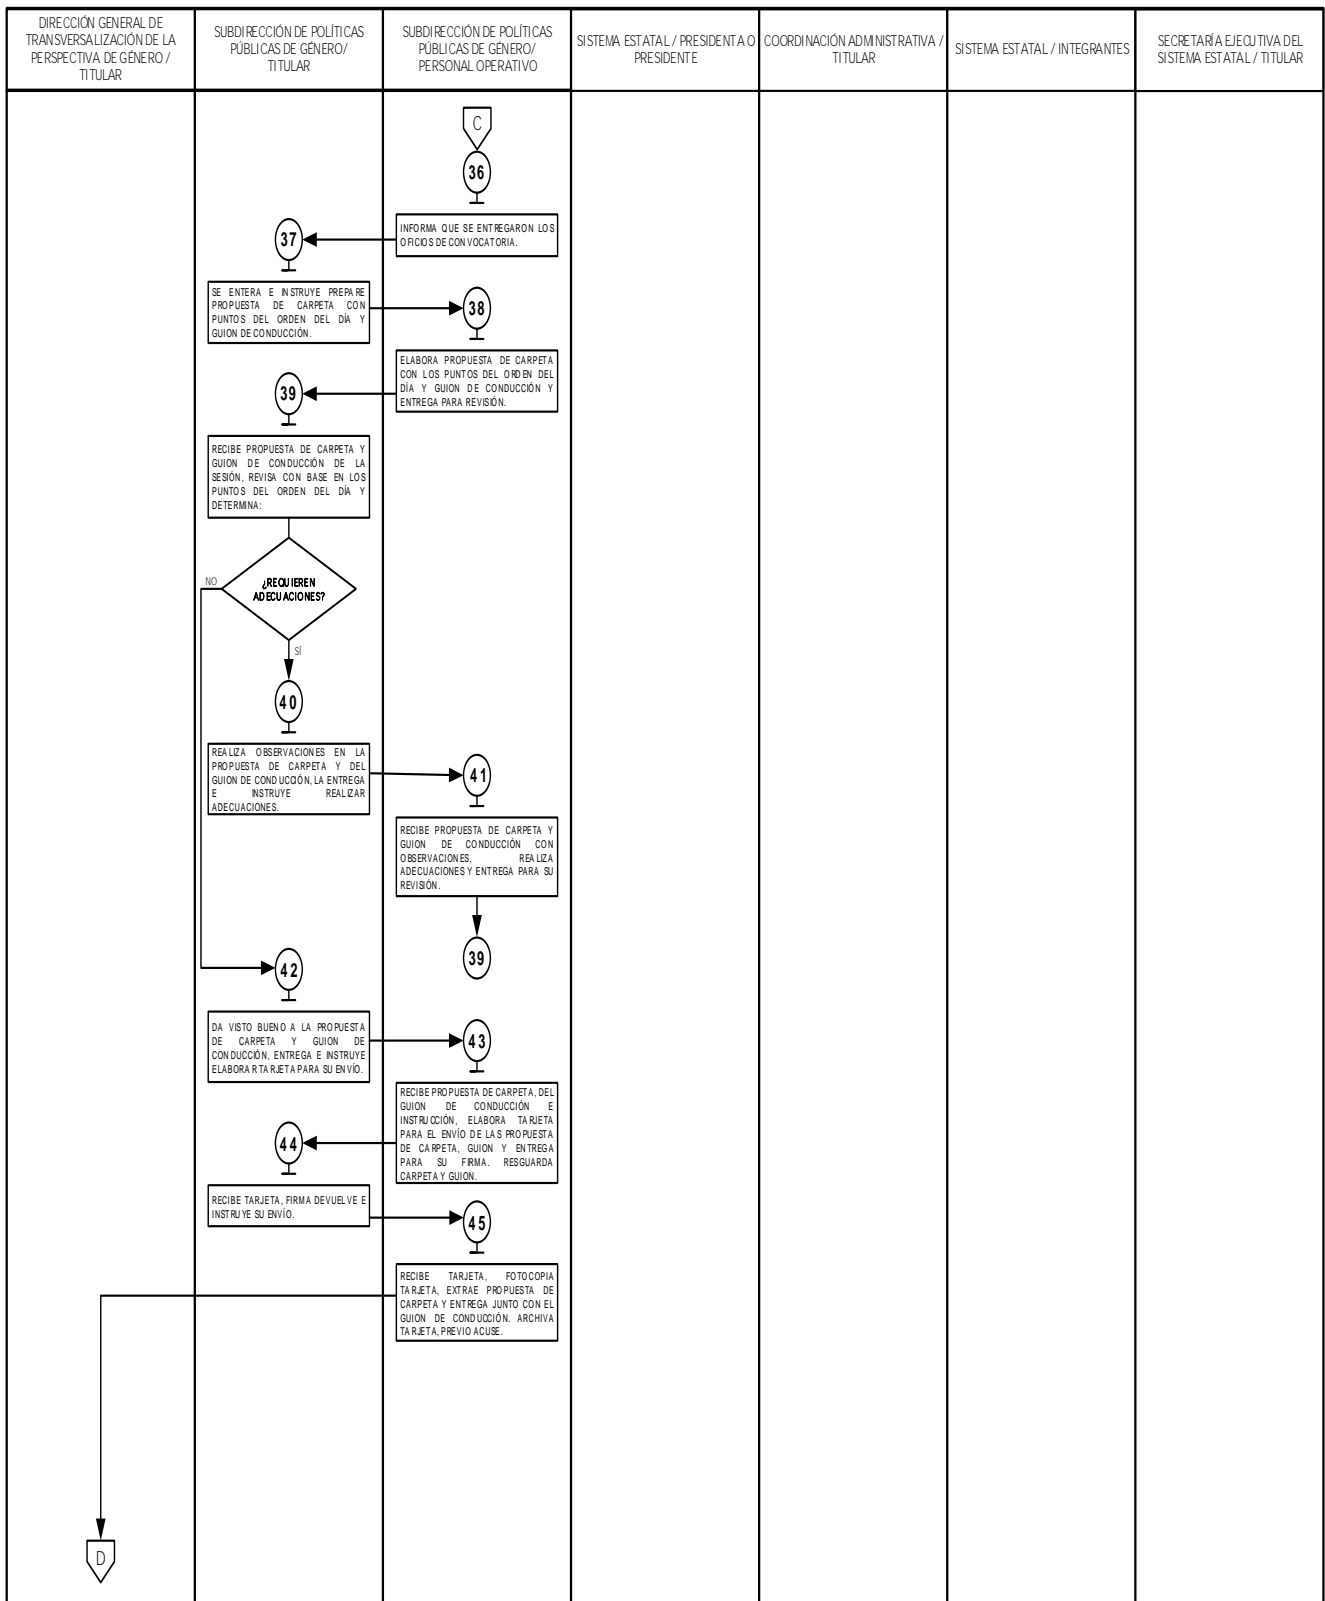 DIRECCIÓN GENERAL DE
TRANSVERSALIZACIÓN DE LA
PERSPECTIVA DE GÉNERO /
TITULAR
SUBDIRECCIÓN DE POLÍTICAS
PÚBLICAS DE GÉNERO/
TITULAR
SUBDIRECCIÓN DE POLÍTICAS
PÚBLICAS DE GÉNERO/
PERSONAL OPERATIVO
SISTEMA ESTATAL / PRESIDENTA O
PRESIDENTE
COORDINACIÓN ADMINISTRATIVA /
TITULAR
SISTEMA ESTATAL / INTEGRANTES
SECRETARÍA EJECUTIVA DEL
SISTEMA ESTATAL / TITULAR
C
36
INFORMA QUE SE ENTREGARON LOS
OFICIOS DE CONVOCATORIA.
37
SE ENTERA E INSTRUYE PREPARE
PROPUESTA DE CARPETA CON
PUNTOS DEL ORDEN DEL DÍA Y
GUION DE CONDUCCIÓN.
38
ELABORA PROPUESTA DE CARPETA
CON LOS PUNTOS DEL ORDEN DEL
DÍA Y GUION DE CONDUCCIÓN Y
ENTREGA PARA REVISIÓN.
39
RECIBE PROPUESTA DE CARPETA Y
GUION DE CONDUCCIÓN DE LA
SESIÓN, REVISA CON BASE EN LOS
PUNTOS DEL ORDEN DEL DÍA Y
DETERMINA:
¿REQUIEREN
ADECUACIONES?
NO
SÍ
40
REALIZA OBSERVACIONES EN LA
PROPUESTA DE CARPETA Y DEL
GUION DE CONDUCCIÓN, LA ENTREGA
E INSTRUYE REALIZAR
ADECUACIONES.
41
RECIBE PROPUESTA DE CARPETA Y
GUION DE CONDUCCIÓN CON
OBSERVACIONES, REALIZA
ADECUACIONES Y ENTREGA PARA SU
REVISIÓN.
39
42
DA VISTO BUENO A LA PROPUESTA
DE CARPETA Y GUION DE
CONDUCCIÓN, ENTREGA E INSTRUYE
ELABORAR TARJETA PARA SU ENVÍO.
43
RECIBE PROPUESTA DE CARPETA, DEL
GUION DE CONDUCCIÓN E
INSTRUCCIÓN, ELABORA TARJETA
PARA EL ENVÍO DE LAS PROPUESTA
DE CARPETA, GUION Y ENTREGA
PARA SU FIRMA. RESGUARDA
CARPETA Y GUION.
44
RECIBE TARJETA, FIRMA DEVUELVE E
INSTRUYE SU ENVÍO.
45
RECIBE TARJETA, FOTOCOPIA
TARJETA, EXTRAE PROPUESTA DE
CARPETA Y ENTREGA JUNTO CON EL
GUION DE CONDUCCIÓN. ARCHIVA
TARJETA, PREVIO ACUSE.
D